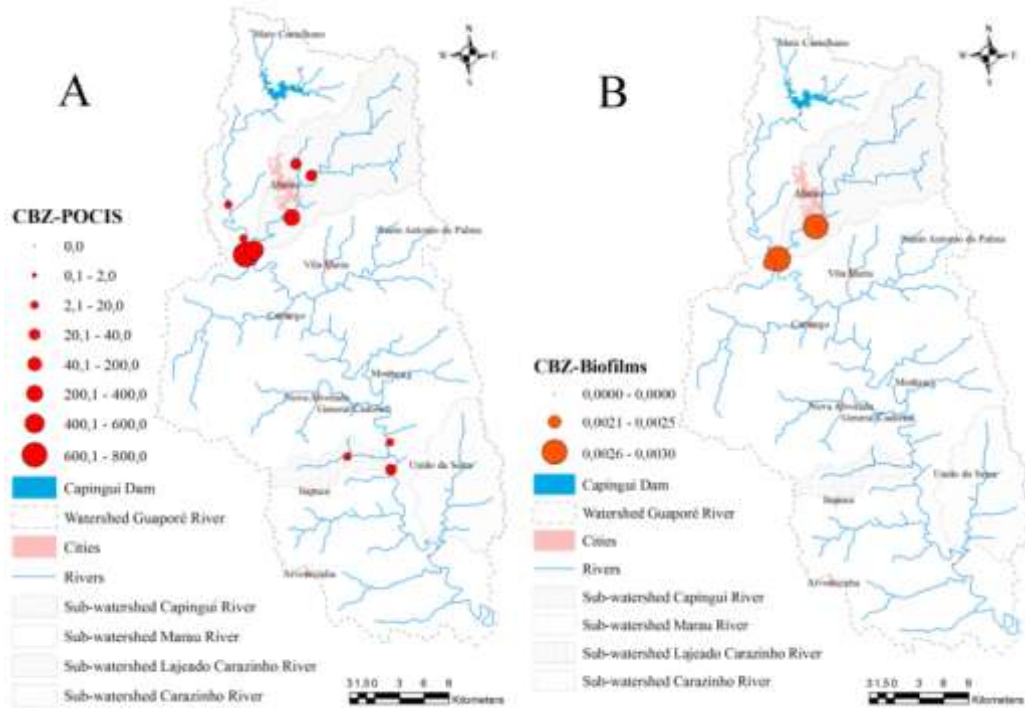 A
N
W
E
S
Vila Maria
Camargo
CBZ-POCIS
0,0
0,1 - 2,0
2,1 - 20,0
20,1 - 40,0
40,1 - 200,0
200,1 - 400,0
400,1 - 600,0
600,1 - 800,0
Capingui Dam
Watershed Guaporé River
Cities
Rivers
Sub-watershed Capingui River
Sub-watershed Marau River
Sub-watershed Lajeado Carazinho River
Sub-watershed Carazinho River
Kilometers
B
N
W
E
S
Santo Antonio do Palma
Vila Maria
Camargo
CBZ-Biofilms
0,0000 - 0,0000
0,0021 - 0,0025
0,0026 - 0,0030
Capingui Dam
Watershed Guaporé River
Cities
Rivers
Sub-watershed Capingui River
Sub-watershed Marau River
Sub-watershed Lajeado Carazinho River
Sub-watershed Carazinho River
Kilometers